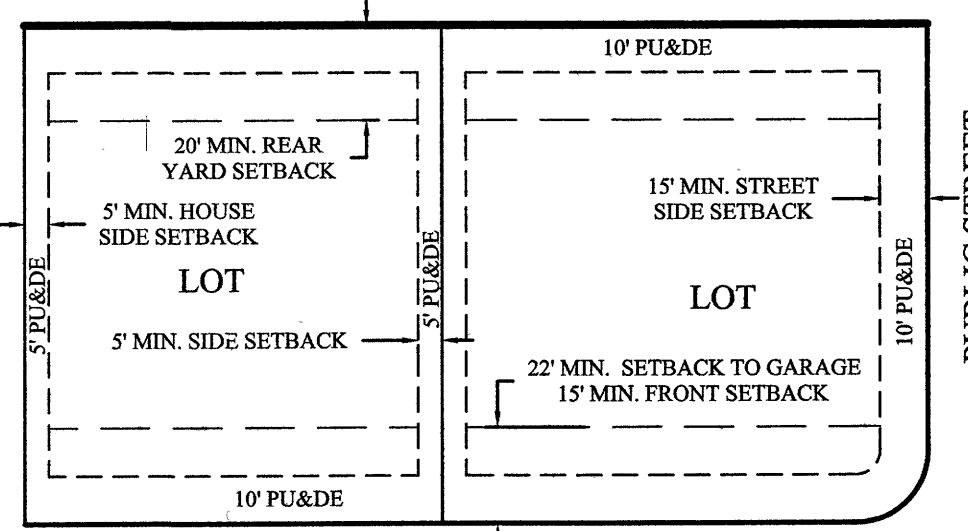 10' PU&DE
20' MIN. REAR
YARD SETBACK
15' MIN. STREET
SIDE SETBACK
5' MIN. HOUSE
SIDE SETBACK
LOT
LOT
5' PU&DE
5' PU&DE
10' PU&DE
5' MIN. SIDE SETBACK
22' MIN. SETBACK TO GARAGE
15' MIN. FRONT SETBACK
10' PU&DE